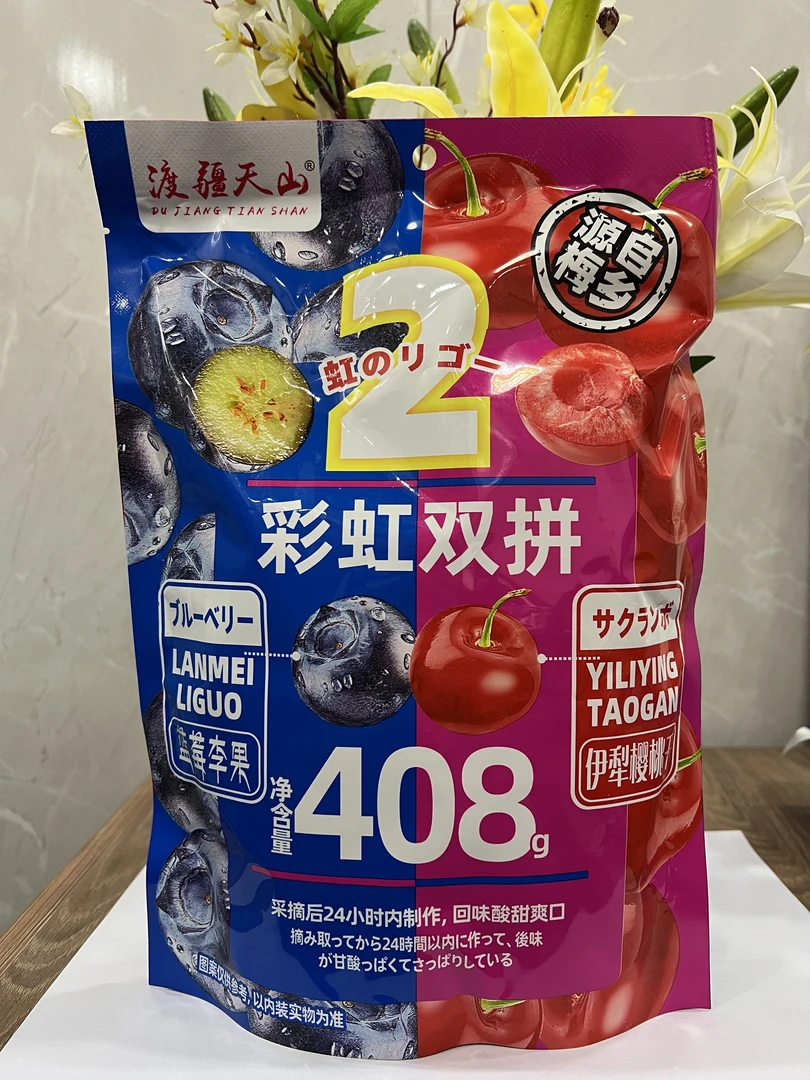 渡疆天山®
DU JIANG TIAN SHAN
源自
梅乡
2
虹のリゴー
彩虹双拼
ブルーベリー
LANMEI
LIGUO
蓝莓李果
サクランボ
YILIYING
TAOGAN
伊犁樱桃干
净含量
408g
采摘后24小时内制作, 回味酸甜爽口
摘み取ってから24時間以内に作って、後味
が甘酸っぱくてさっぱりしている
图案仅供参考, 以内装实物为准